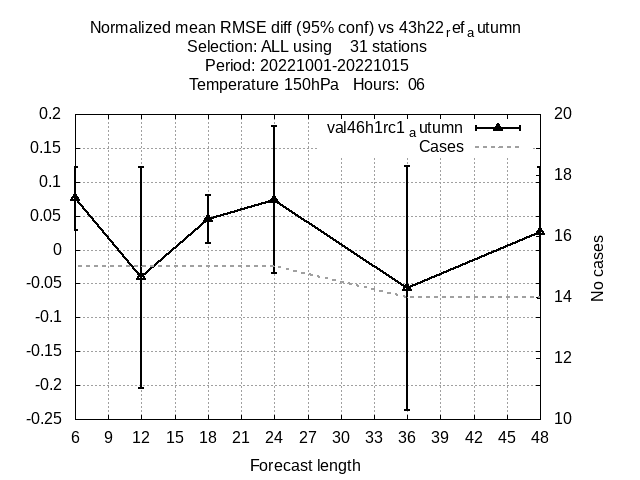 Normalized mean RMSE diff (95% conf) vs 43h22refautumn
Selection: ALL using    31 stations
Period: 20221001-20221015
Temperature 150hPa   Hours:  06
val46h1rc1autumn
Cases
0.2
0.15
0.1
0.05
0
-0.05
-0.1
-0.15
-0.2
-0.25
20
18
16
14
12
10
No cases
6 9 12 15 18 21 24 27 30 33 36 39 42 45 48
Forecast length